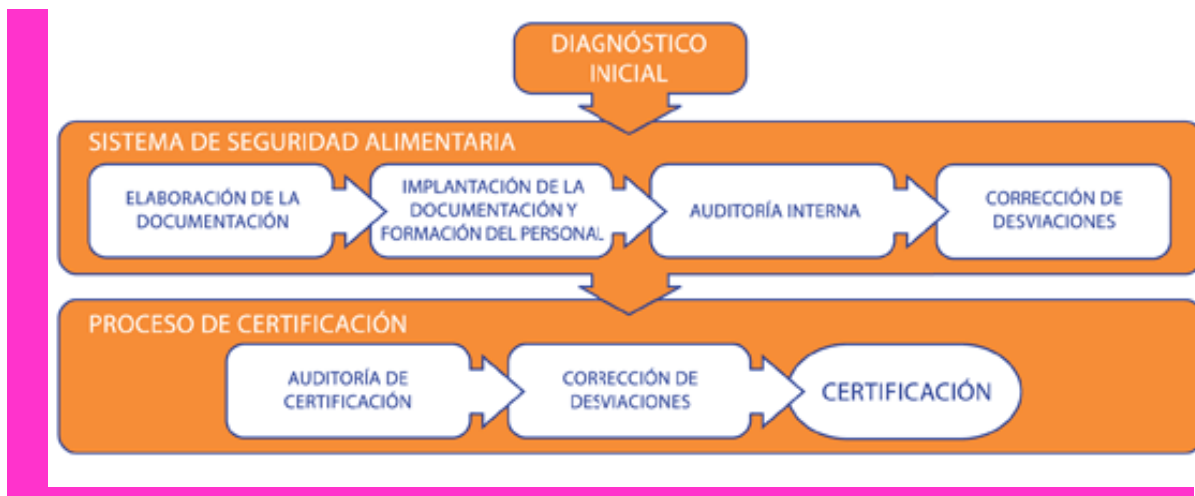 DIAGNÓSTICO
INICIAL
SISTEMA DE SEGURIDAD ALIMENTARIA
ELABORACIÓN DE LA
DOCUMENTACIÓN
IMPLANTACIÓN DE LA
DOCUMENTACIÓN Y
FORMACIÓN DEL PERSONAL
AUDITORÍA INTERNA
CORRECCIÓN DE
DESVIACIONES
PROCESO DE CERTIFICACIÓN
AUDITORÍA DE
CERTIFICACIÓN
CORRECCIÓN DE
DESVIACIONES
CERTIFICACIÓN